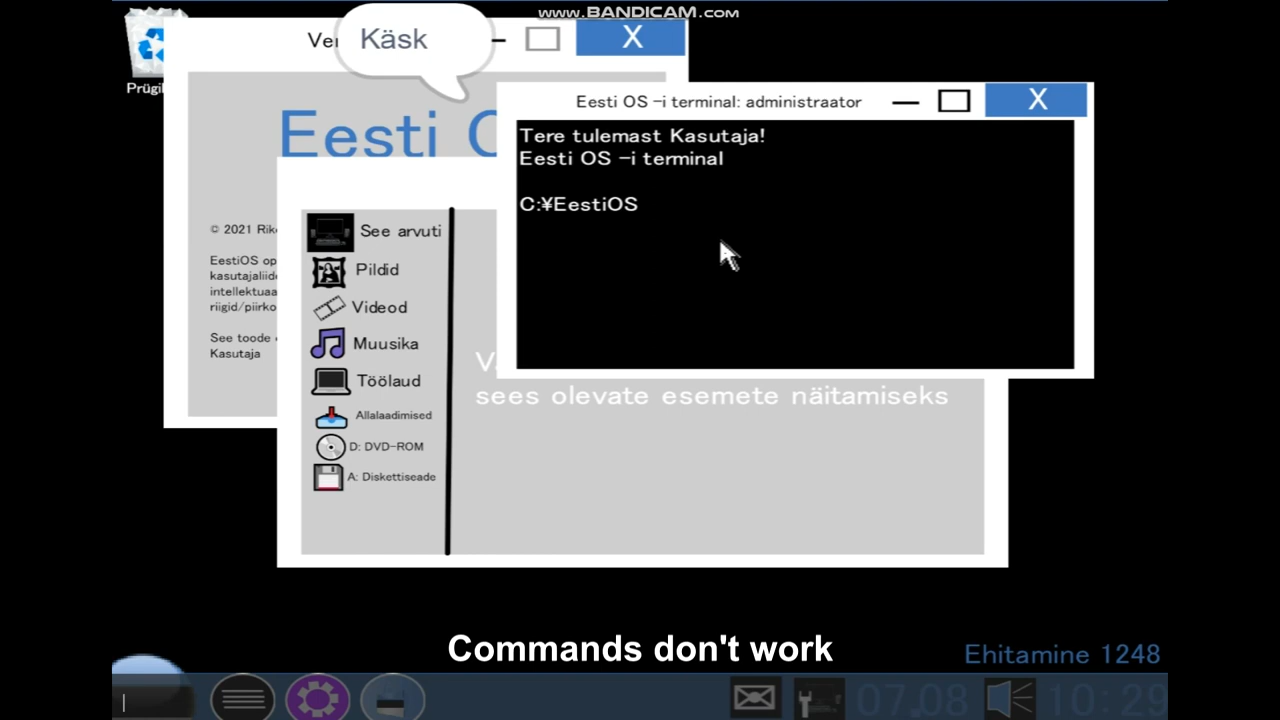 www.BANDICAM.com
Käsk
X
Eesti OS -i terminal: administraator
X
Tere tulemast Kasutaja!
Eesti OS -i terminal
C:¥EestiOS
Eesti
© 2021
EestiOS
See toode
Kasutaja
See arvuti
Pildid
Videod
Muusika
Töölaud
Allalaadimised
D: DVD-ROM
A: Diskettiseade
sees olevate esemete näitamiseks
Commands don't work
Ehitamine 1248
07.08
10:29